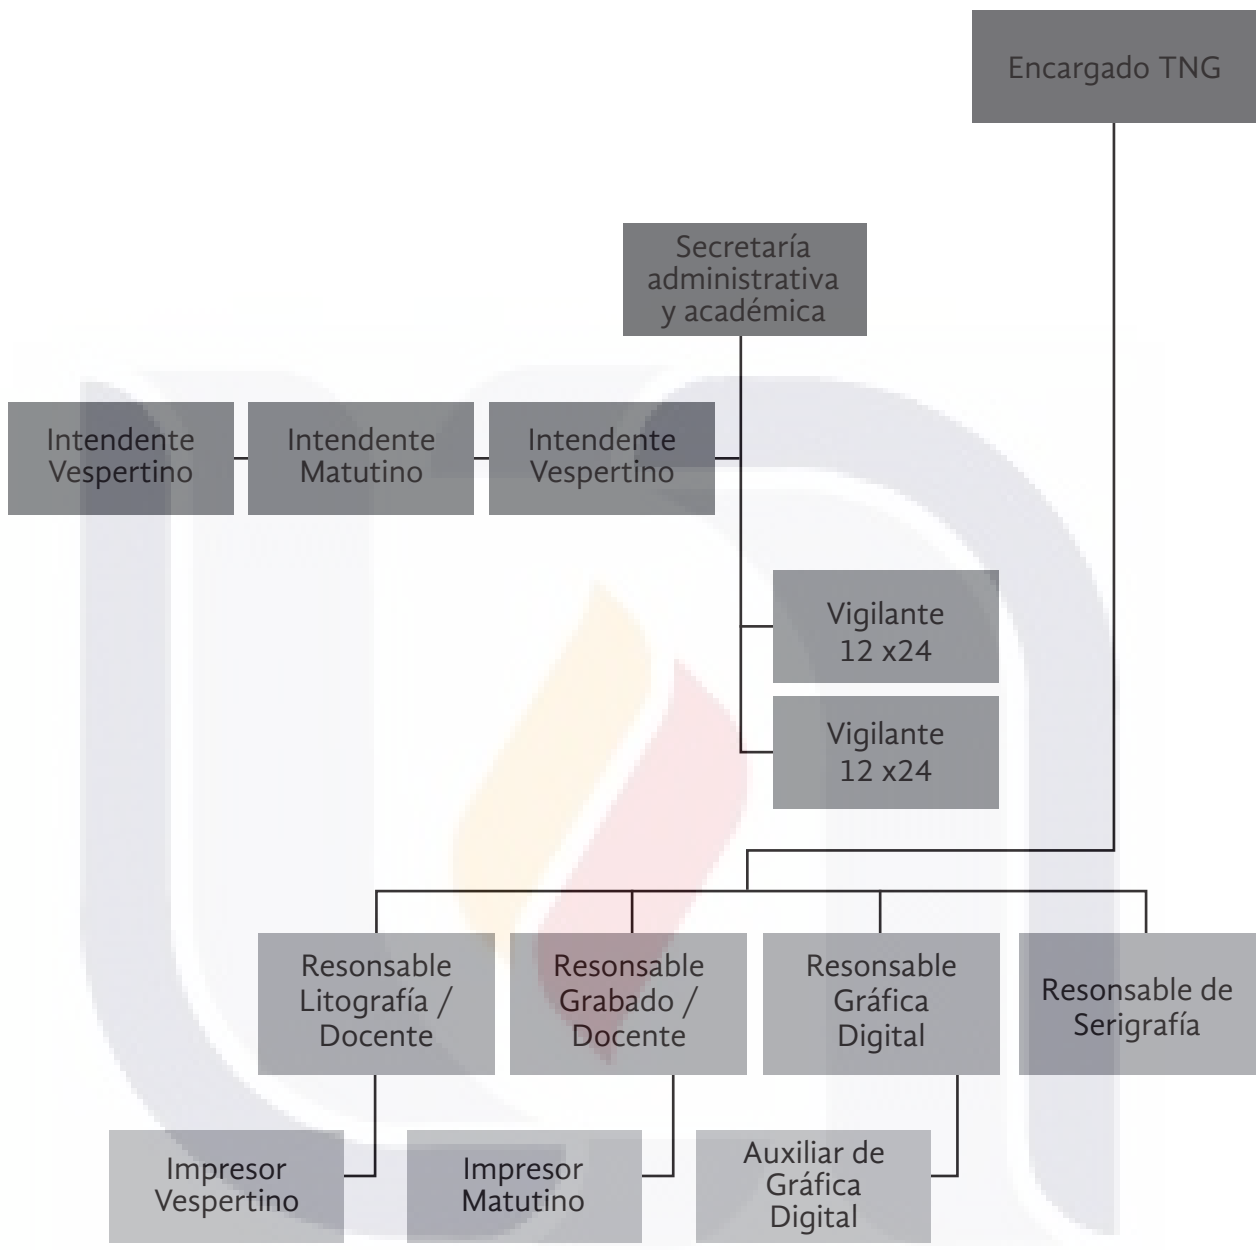 Encargado TNG
Secretaría
administrativa
y académica
Intendente
Vespertino
Intendente
Matutino
Intendente
Vespertino
Vigilante
12 x24
Vigilante
12 x24
Resonsable
Litografía /
Docente
Resonsable
Grabado /
Docente
Resonsable
Gráfica
Digital
Resonsable de
Serigrafía
Impresor
Vespertino
Impresor
Matutino
Auxiliar de
Gráfica
Digital